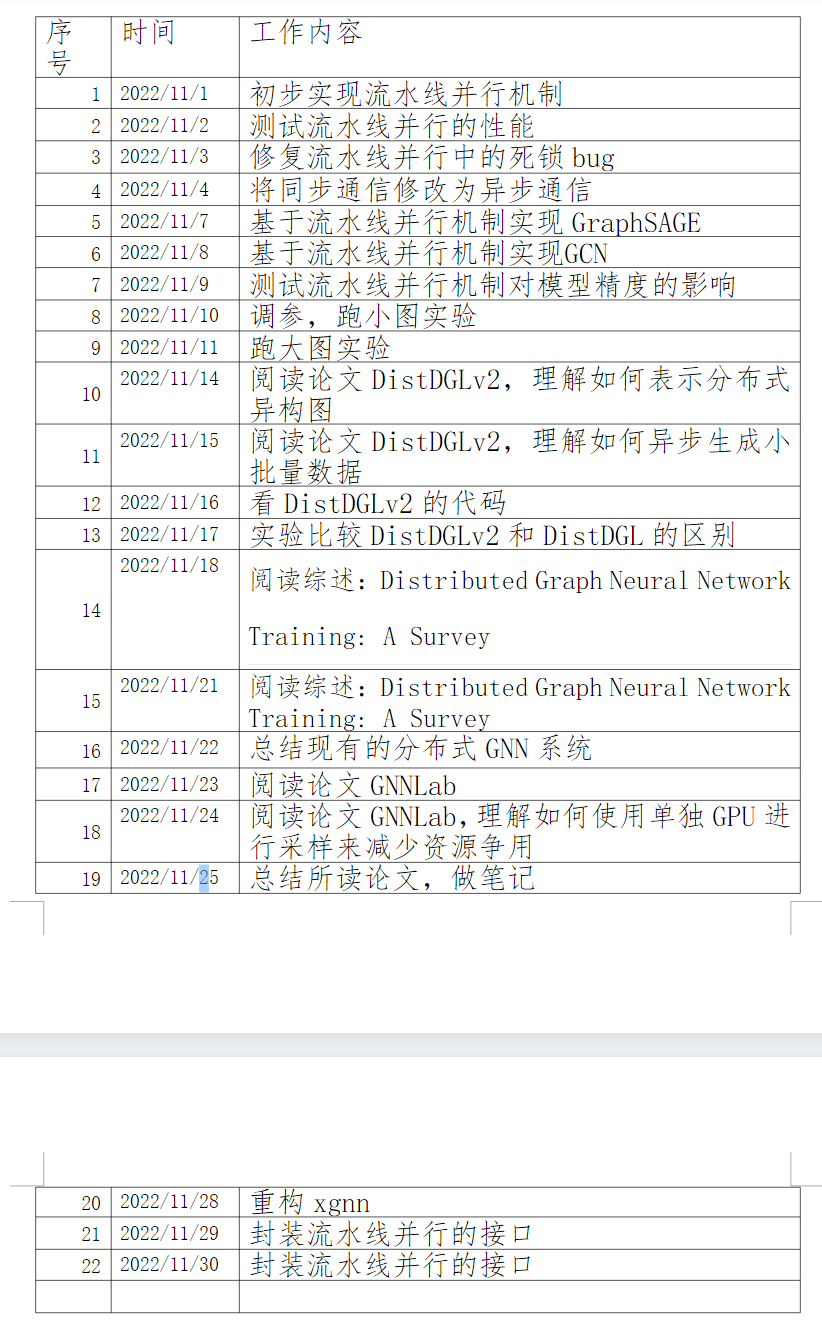 序号 时间 工作内容
1 2022/11/1 初步实现流水线并行机制
2 2022/11/2 测试流水线并行的性能
3 2022/11/3 修复流水线并行中的死锁 bug
4 2022/11/4 将同步通信修改为异步通信
5 2022/11/7 基于流水线并行机制实现 GraphSAGE
6 2022/11/8 基于流水线并行机制实现GCN
7 2022/11/9 测试流水线并行机制对模型精度的影响
8 2022/11/10 调参，跑小图实验
9 2022/11/11 跑大图实验
10 2022/11/14 阅读论文 DistDGLv2，理解如何表示分布式
异构图
11 2022/11/15 阅读论文 DistDGLv2，理解如何异步生成小
批量数据
12 2022/11/16 看 DistDGLv2 的代码
13 2022/11/17 实验比较 DistDGLv2 和 DistDGL 的区别
14 2022/11/18 阅读综述：Distributed Graph Neural Network
Training: A Survey
15 2022/11/21 阅读综述：Distributed Graph Neural Network
Training: A Survey
16 2022/11/22 总结现有的分布式 GNN 系统
17 2022/11/23 阅读论文 GNNLab
18 2022/11/24 阅读论文 GNNLab，理解如何使用单独 GPU 进
行采样来减少资源争用
19 2022/11/25 总结所读论文，做笔记
20 2022/11/28 重构 xgnn
21 2022/11/29 封装流水线并行的接口
22 2022/11/30 封装流水线并行的接口